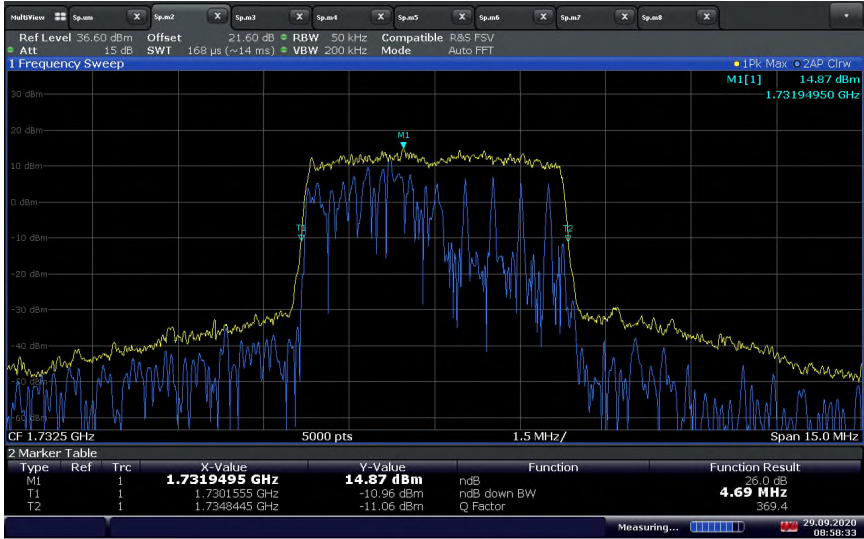 MultiView Sp.um X Sp.m2 X Sp.m3 X Sp.m4 X Sp.m5 X Sp.m6 X Sp.m7 X Sp.m8 X
Ref Level 36.60 dBm Offset 21.60 dB RBW 50 kHz Compatible R&S FSV
Att 15 dB SWT 168 µs (~14 ms) VBW 200 kHz Mode Auto FFT
1 Frequency Sweep 1Pk Max 2AP Clrw
M1[1] 14.87 dBm
1.73194950 GHz
30 dBm
20 dBm
M1
10 dBm
0 dBm
T1 T2
-10 dBm
-20 dBm
-30 dBm
-40 dBm
-50 dBm
-60 dBm
CF 1.7325 GHz 5000 pts 1.5 MHz/ Span 15.0 MHz
2 Marker Table
Type Ref Trc X-Value Y-Value Function Function Result
M1 1 1.7319495 GHz 14.87 dBm ndB 26.0 dB
T1 1 1.7301555 GHz -10.96 dBm ndB down BW 4.69 MHz
T2 1 1.7348445 GHz -11.06 dBm Q Factor 369.4
Measuring... 29.09.2020
08:58:33